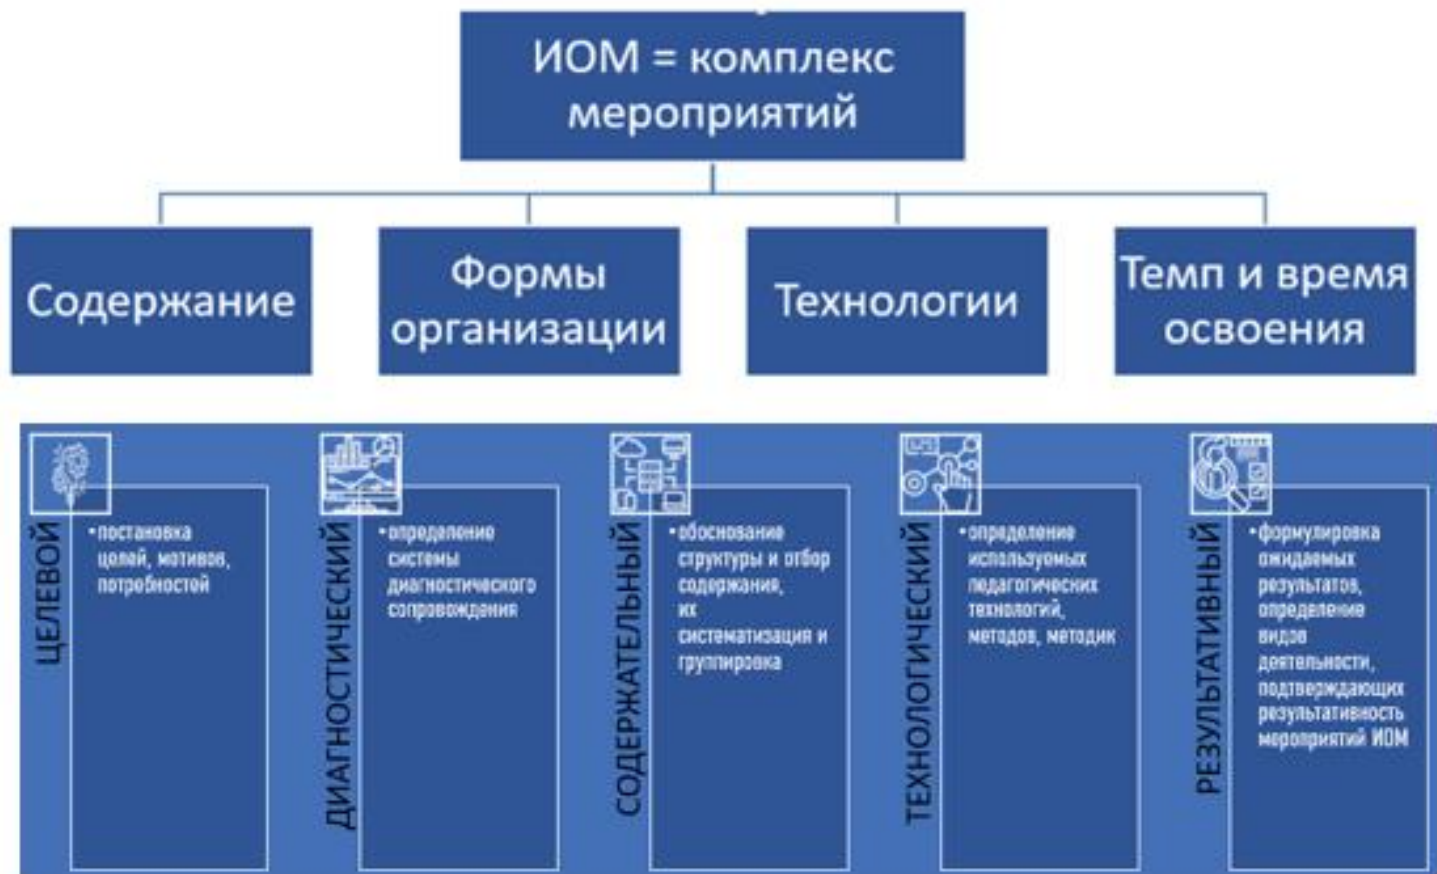 ИОМ = комплекс
мероприятий
Содержание
Формы
организации
Технологии
Темп и время
освоения
ЦЕЛЕВОЙ
•постановка
целей, мотивов,
потребностей
ДИАГНОСТИЧЕСКИЙ
•определение
системы
диагностического
сопровождения
СОДЕРЖАТЕЛЬНЫЙ
•обоснование
структуры и отбор
содержания,
их
систематизация и
группировка
ТЕХНОЛОГИЧЕСКИЙ
•определение
используемых
педагогических
технологий,
методов, методик
РЕЗУЛЬТАТИВНЫЙ
•формулировка
ожидаемых
результатов,
определение
видов
деятельности,
подтверждающих
результативность
мероприятий ИОМ